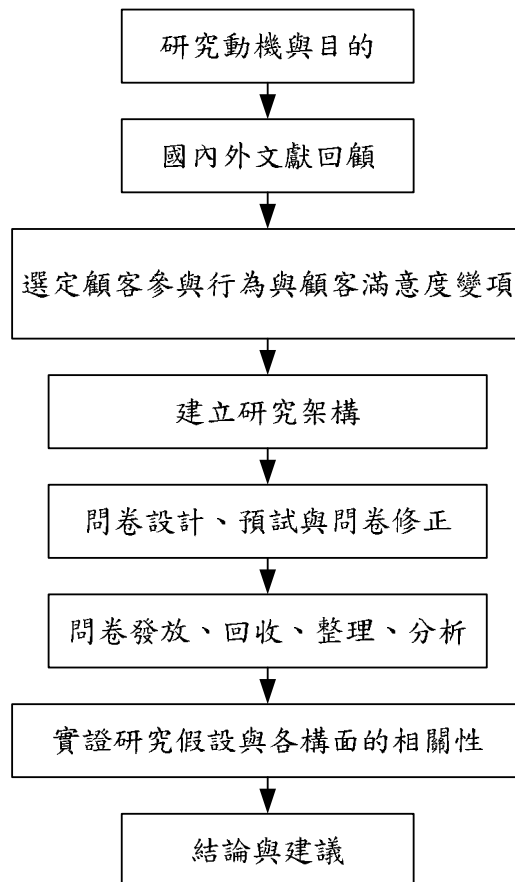 研究動機與目的
國內外文獻回顧
選定顧客參與行為與顧客滿意度變項
建立研究架構
問卷設計、預試與問卷修正
問卷發放、回收、整理、分析
實證研究假設與各構面的相關性
結論與建議